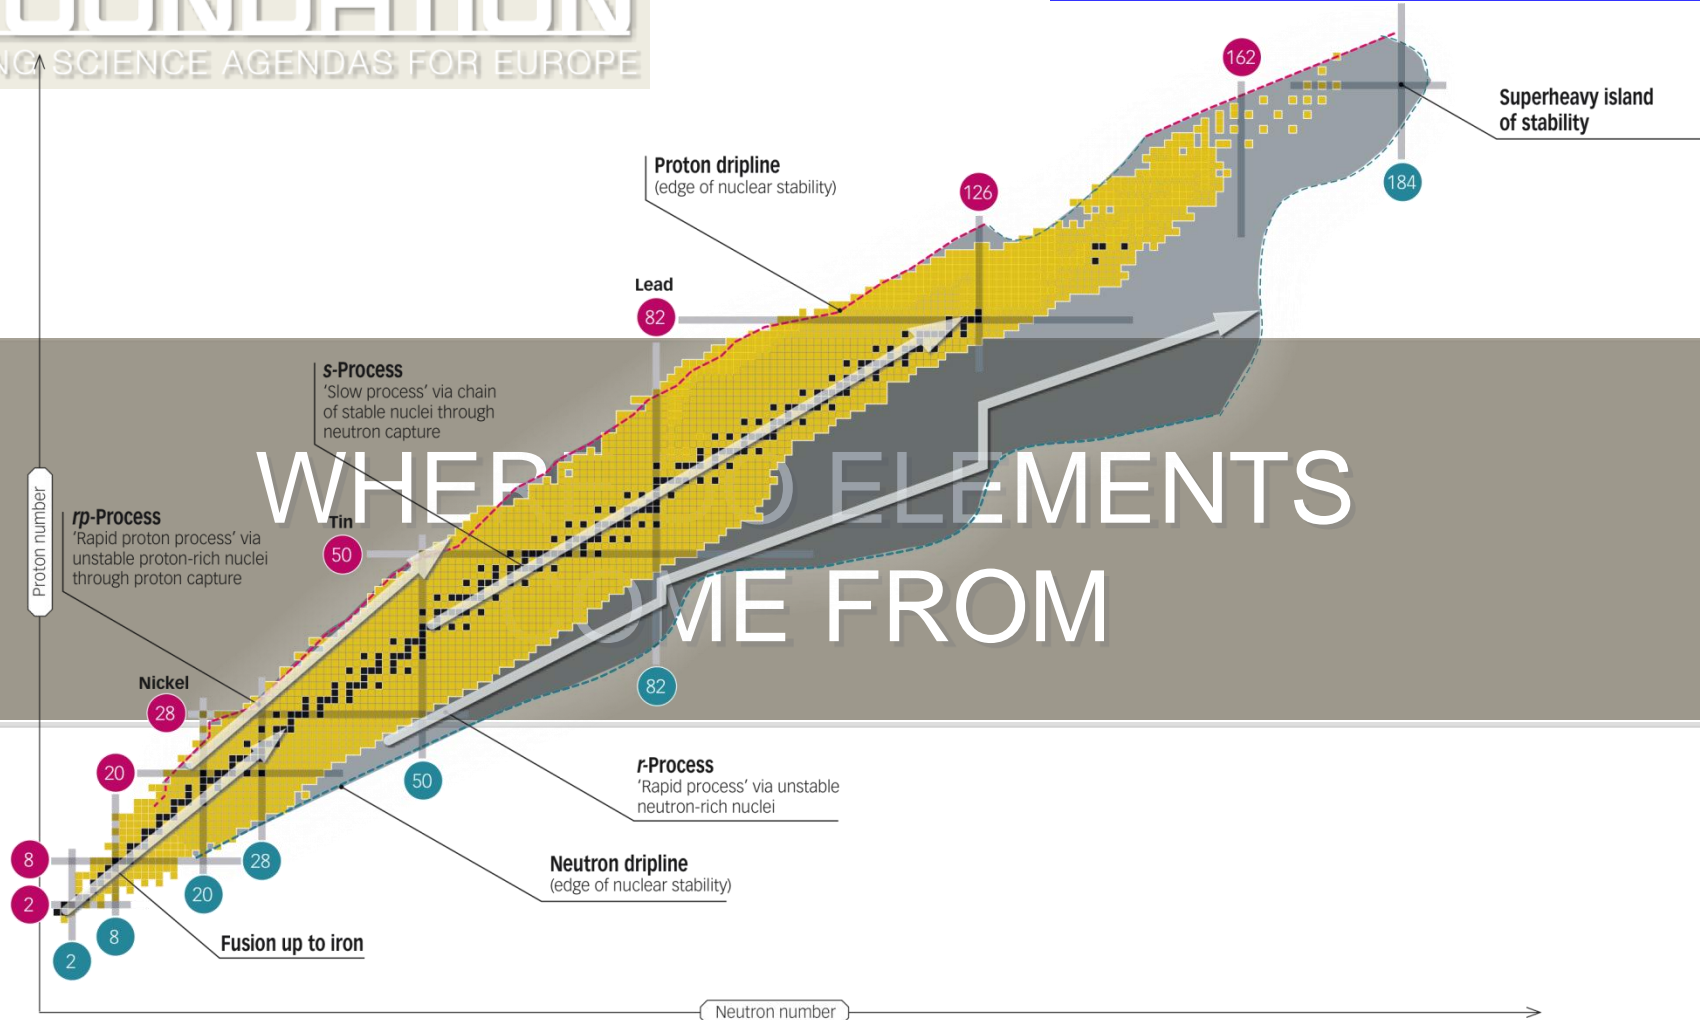 NG SCIENCE AGENDAS FOR EUROPE
162
Superheavy island
of stability
184
Proton dripline
(edge of nuclear stability)
126
Lead
82
s-Process
'Slow process' via chain
of stable nuclei through
neutron capture
WHERE DO ELEMENTS
COME FROM
rp-Process
'Rapid proton process' via
unstable proton-rich nuclei
through proton capture
Tin
50
Proton number
Nickel
28
82
20
50
r-Process
'Rapid process' via unstable
neutron-rich nuclei
8
28
Neutron dripline
(edge of nuclear stability)
20
2
8
Fusion up to iron
2
Neutron number